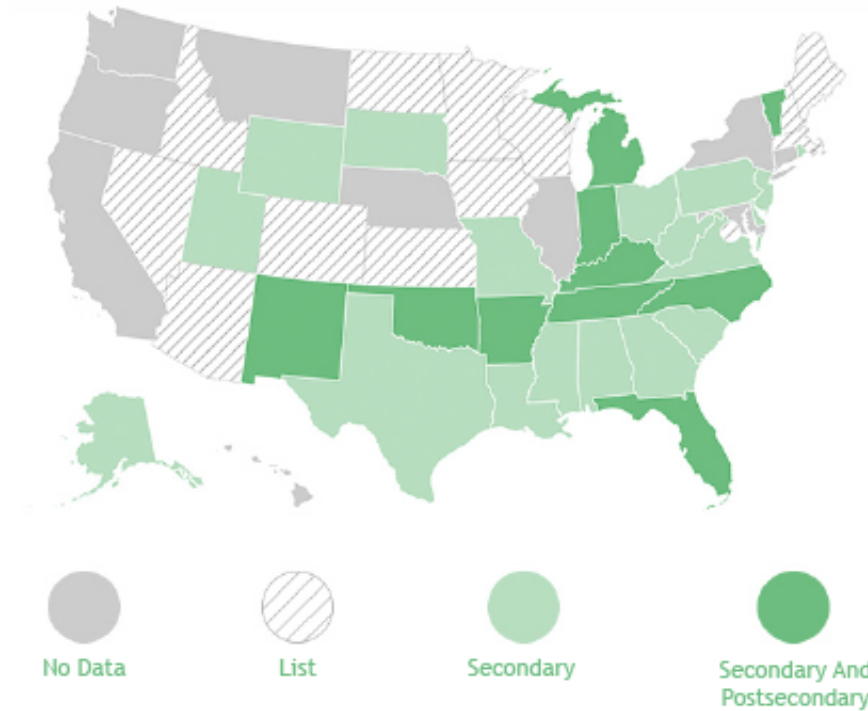 No Data
List
Secondary
Secondary And
Postsecondary